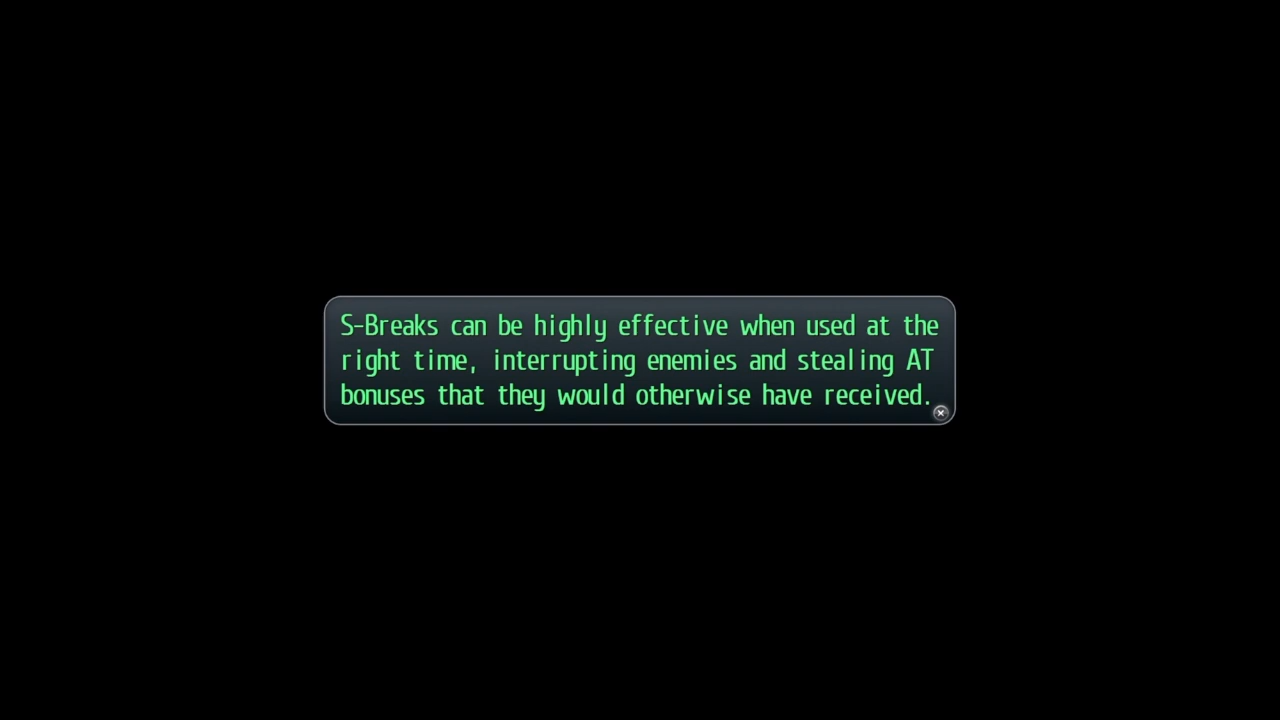 S-Breaks can be highly effective when used at the
right time, interrupting enemies and stealing AT
bonuses that they would otherwise have received.